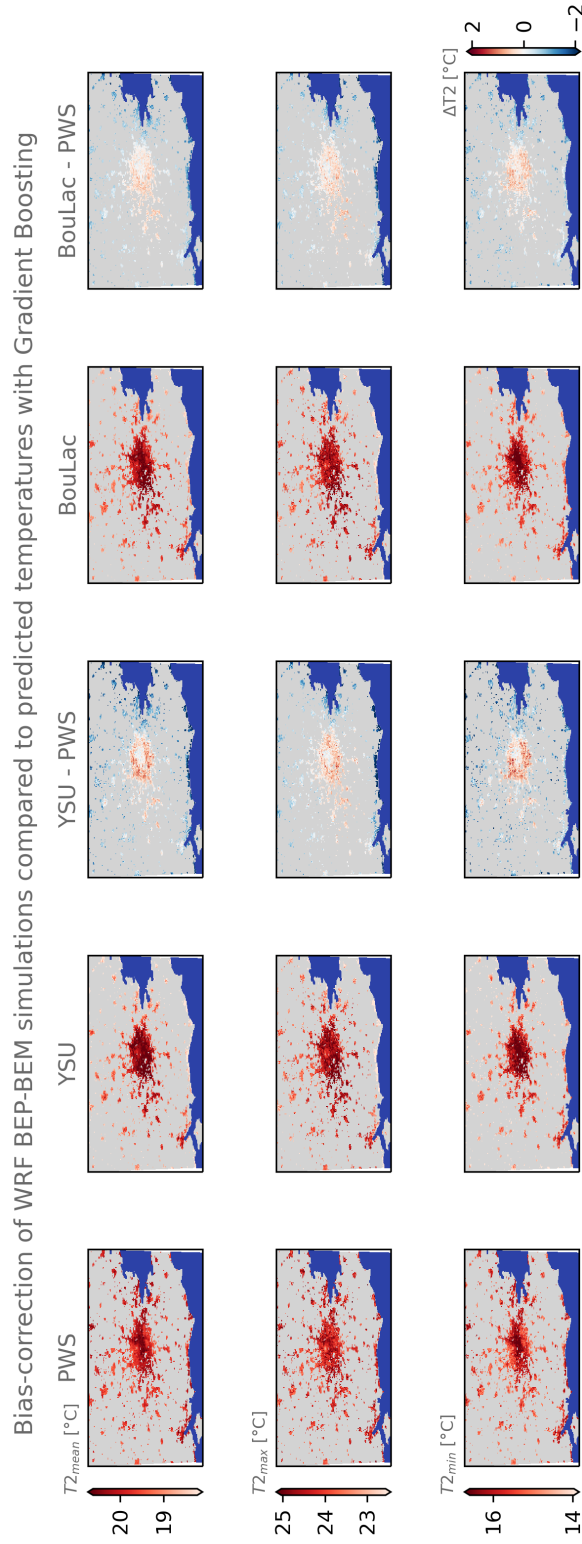 Bias-correction of WRF BEP-BEM simulations compared to predicted temperatures with Gradient Boosting
PWS
YSU
YSU - PWS
BouLac
BouLac - PWS
T2mean [°C]
20
19
T2max [°C]
25
24
23
T2min [°C]
16
14
ΔT2 [°C]
2
0
−2